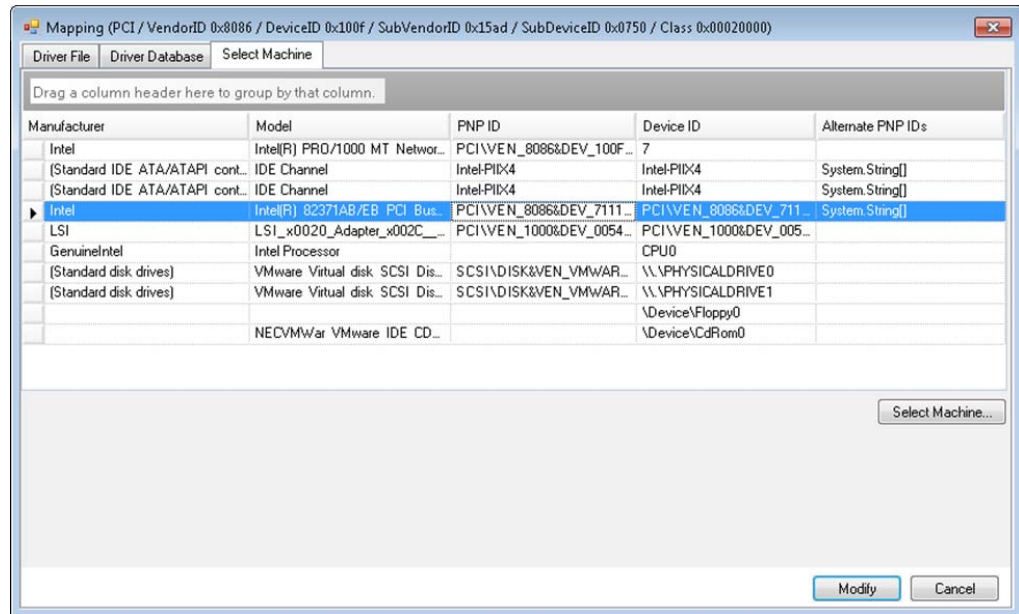 Mapping (PCI / VendorID 0x8086 / DeviceID 0x100f / SubVendorID 0x15ad / SubDeviceID 0x0750 / Class 0x00020000)
Driver File Driver Database Select Machine
Drag a column header here to group by that column.
Manufacturer Model PNP ID Device ID Alternate PNP IDs
Intel Intel(R) PRO/1000 MT Networ... PCI\VEN_8086&DEV_100F... 7
(Standard IDE ATA/ATAPI cont... IDE Channel Intel-PIIX4 Intel-PIIX4 System.String[]
(Standard IDE ATA/ATAPI cont... IDE Channel Intel-PIIX4 Intel-PIIX4 System.String[]
Intel Intel(R) 82371AB/EB PCI Bus... PCI\VEN_8086&DEV_7111... PCI\VEN_8086&DEV_711... System.String[]
LSI LSI_x0020_Adapter_x002C__... PCI\VEN_1000&DEV_0054... PCI\VEN_1000&DEV_005...
GenuineIntel Intel Processor CPU0
(Standard disk drives) VMware Virtual disk SCSI Dis... SCSI\DISK&VEN_VMWAR... \\.\PHYSICALDRIVE0
(Standard disk drives) VMware Virtual disk SCSI Dis... SCSI\DISK&VEN_VMWAR... \\.\PHYSICALDRIVE1
\Device\Floppy0
NECVMWar VMware IDE CD... \Device\CdRom0
Select Machine...
Modify Cancel